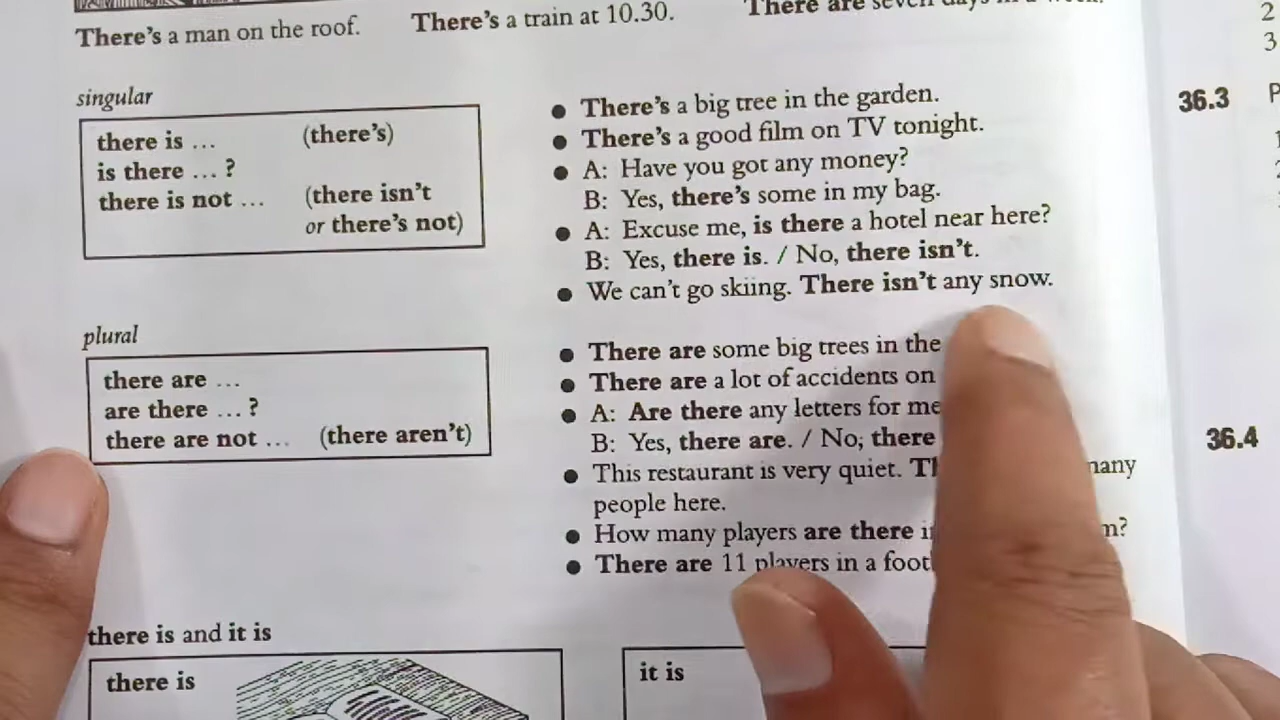 There's a man on the roof.
There's a train at 10.30.
There are seven days in a week.
singular
there is ... (there's)
is there ... ?
there is not ... (there isn't
or there's not)
● There's a big tree in the garden.
● There's a good film on TV tonight.
● A: Have you got any money?
B: Yes, there's some in my bag.
● A: Excuse me, is there a hotel near here?
B: Yes, there is. / No, there isn't.
● We can't go skiing. There isn't any snow.
plural
there are ...
are there ... ?
there are not ... (there aren't)
● There are some big trees in the
● There are a lot of accidents on
● A: Are there any letters for me
B: Yes, there are. / No, there
● This restaurant is very quiet. many
people here.
● How many players are there
● There are 11 players in a
there is and it is
there is
it is
2
3
36.3
36.4